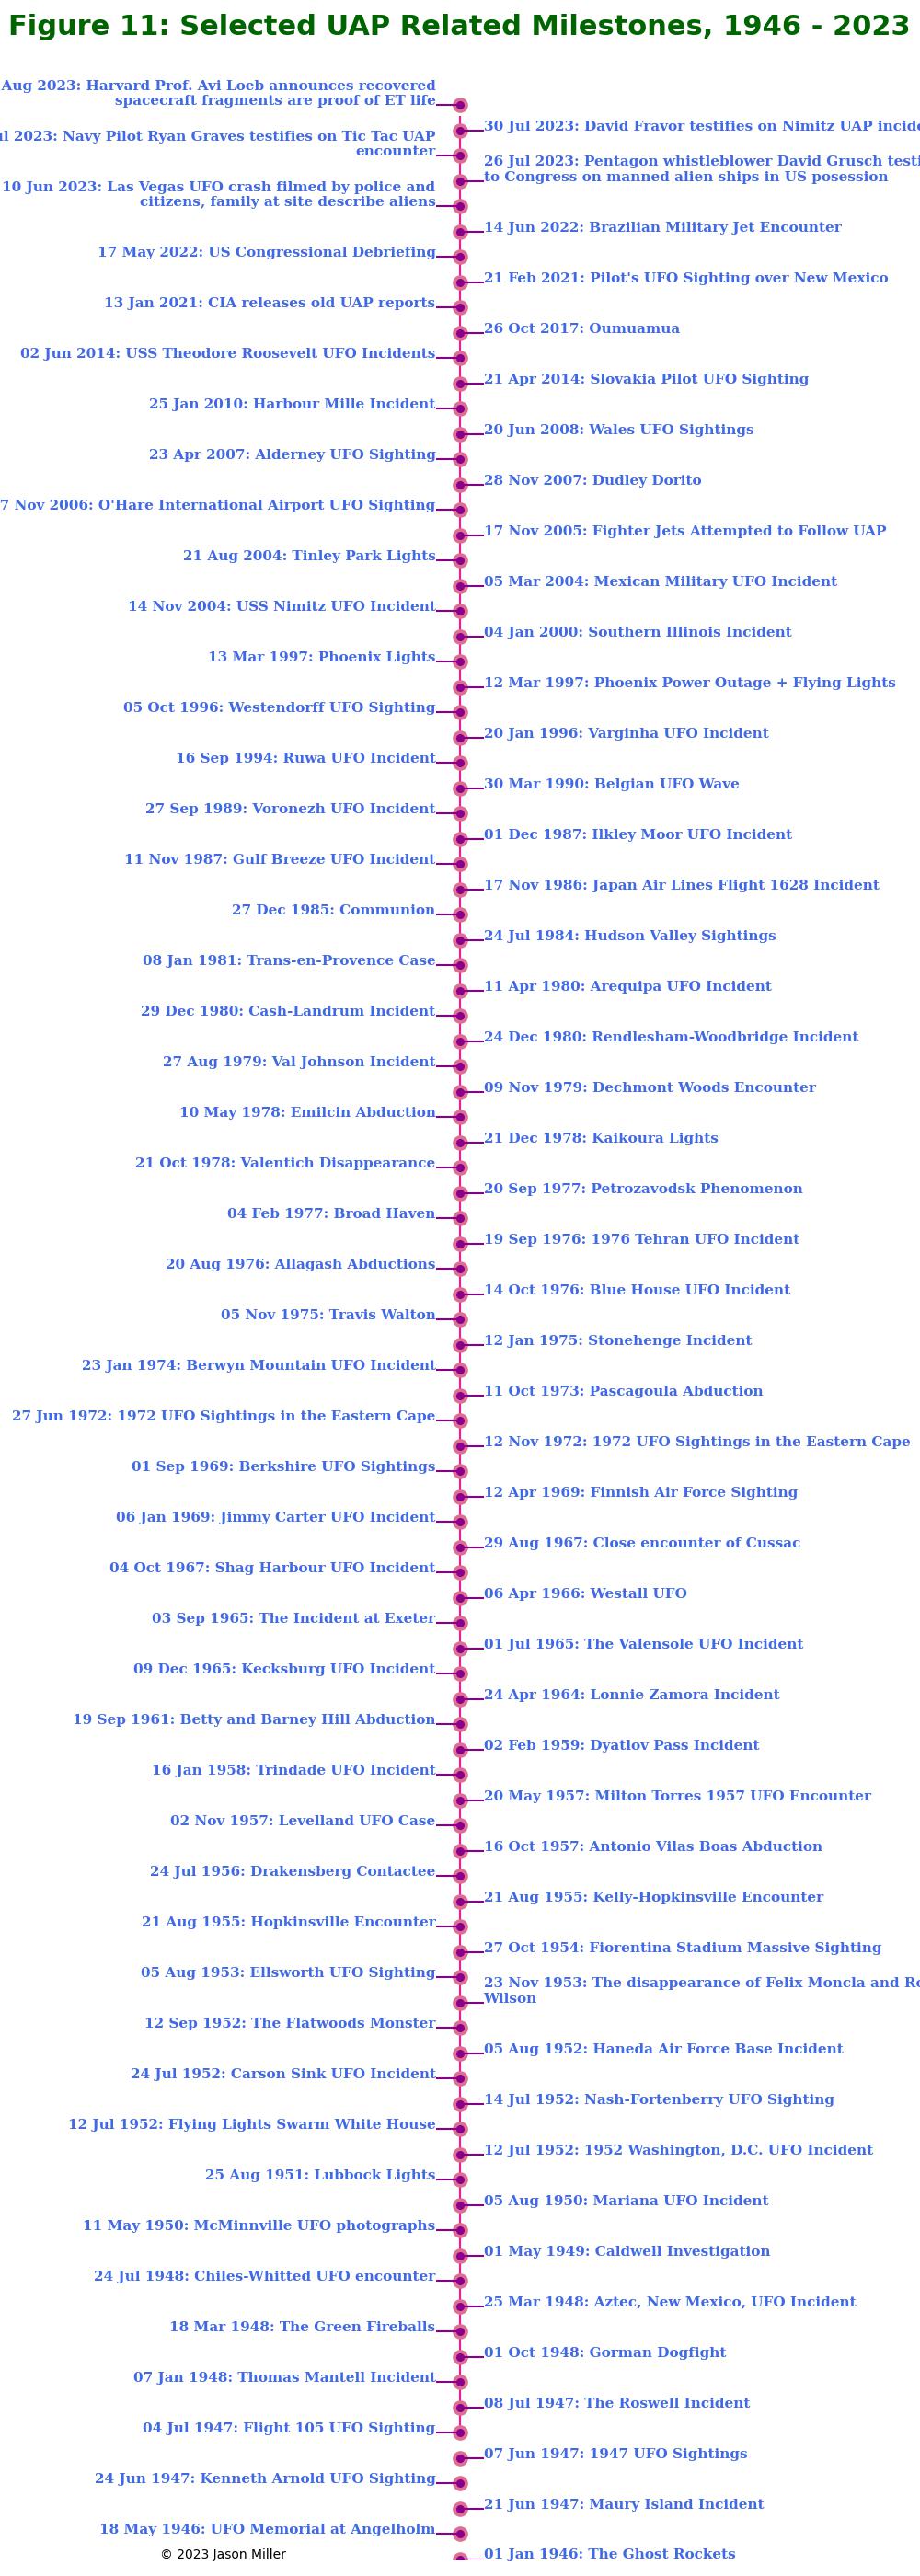 Figure 11: Selected UAP Related Milestones, 1946 - 2023
Aug 2023: Harvard Prof. Avi Loeb announces recovered
spacecraft fragments are proof of ET life
30 Jul 2023: David Fravor testifies on Nimitz UAP
2023: Navy Pilot Ryan Graves testifies on Tic Tac UAP
encounter
26 Jul 2023: Pentagon whistleblower David Grusch
to Congress on manned alien ships in US posession
10 Jun 2023: Las Vegas UFO crash filmed by police and
citizens, family at site describe aliens
14 Jun 2022: Brazilian Military Jet Encounter
17 May 2022: US Congressional Debriefing
21 Feb 2021: Pilot's UFO Sighting over New Mexico
13 Jan 2021: CIA releases old UAP reports
26 Oct 2017: Oumuamua
02 Jun 2014: USS Theodore Roosevelt UFO Incidents
21 Apr 2014: Slovakia Pilot UFO Sighting
25 Jan 2010: Harbour Mille Incident
20 Jun 2008: Wales UFO Sightings
23 Apr 2007: Alderney UFO Sighting
28 Nov 2007: Dudley Dorito
7 Nov 2006: O'Hare International Airport UFO Sighting
17 Nov 2005: Fighter Jets Attempted to Follow UAP
21 Aug 2004: Tinley Park Lights
05 Mar 2004: Mexican Military UFO Incident
14 Nov 2004: USS Nimitz UFO Incident
04 Jan 2000: Southern Illinois Incident
13 Mar 1997: Phoenix Lights
12 Mar 1997: Phoenix Power Outage + Flying Lights
05 Oct 1996: Westendorff UFO Sighting
20 Jan 1996: Varginha UFO Incident
16 Sep 1994: Ruwa UFO Incident
30 Mar 1990: Belgian UFO Wave
27 Sep 1989: Voronezh UFO Incident
01 Dec 1987: Ilkley Moor UFO Incident
11 Nov 1987: Gulf Breeze UFO Incident
17 Nov 1986: Japan Air Lines Flight 1628 Incident
27 Dec 1985: Communion
24 Jul 1984: Hudson Valley Sightings
08 Jan 1981: Trans-en-Provence Case
11 Apr 1980: Arequipa UFO Incident
29 Dec 1980: Cash-Landrum Incident
24 Dec 1980: Rendlesham-Woodbridge Incident
27 Aug 1979: Val Johnson Incident
09 Nov 1979: Dechmont Woods Encounter
10 May 1978: Emilcin Abduction
21 Dec 1978: Kaikoura Lights
21 Oct 1978: Valentich Disappearance
20 Sep 1977: Petrozavodsk Phenomenon
04 Feb 1977: Broad Haven
19 Sep 1976: 1976 Tehran UFO Incident
20 Aug 1976: Allagash Abductions
14 Oct 1976: Blue House UFO Incident
05 Nov 1975: Travis Walton
12 Jan 1975: Stonehenge Incident
23 Jan 1974: Berwyn Mountain UFO Incident
11 Oct 1973: Pascagoula Abduction
27 Jun 1972: 1972 UFO Sightings in the Eastern Cape
12 Nov 1972: 1972 UFO Sightings in the Eastern Cape
01 Sep 1969: Berkshire UFO Sightings
12 Apr 1969: Finnish Air Force Sighting
06 Jan 1969: Jimmy Carter UFO Incident
29 Aug 1967: Close encounter of Cussac
04 Oct 1967: Shag Harbour UFO Incident
06 Apr 1966: Westall UFO
03 Sep 1965: The Incident at Exeter
01 Jul 1965: The Valensole UFO Incident
09 Dec 1965: Kecksburg UFO Incident
24 Apr 1964: Lonnie Zamora Incident
19 Sep 1961: Betty and Barney Hill Abduction
02 Feb 1959: Dyatlov Pass Incident
16 Jan 1958: Trindade UFO Incident
20 May 1957: Milton Torres 1957 UFO Encounter
02 Nov 1957: Levelland UFO Case
16 Oct 1957: Antonio Vilas Boas Abduction
24 Jul 1956: Drakensberg Contactee
21 Aug 1955: Kelly-Hopkinsville Encounter
21 Aug 1955: Hopkinsville Encounter
27 Oct 1954: Fiorentina Stadium Massive Sighting
05 Aug 1953: Ellsworth UFO Sighting
23 Nov 1953: The disappearance of Felix Moncla and
Wilson
12 Sep 1952: The Flatwoods Monster
05 Aug 1952: Haneda Air Force Base Incident
24 Jul 1952: Carson Sink UFO Incident
14 Jul 1952: Nash-Fortenberry UFO Sighting
12 Jul 1952: Flying Lights Swarm White House
12 Jul 1952: 1952 Washington, D.C. UFO Incident
25 Aug 1951: Lubbock Lights
05 Aug 1950: Mariana UFO Incident
11 May 1950: McMinnville UFO photographs
01 May 1949: Caldwell Investigation
24 Jul 1948: Chiles-Whitted UFO encounter
25 Mar 1948: Aztec, New Mexico, UFO Incident
18 Mar 1948: The Green Fireballs
01 Oct 1948: Gorman Dogfight
07 Jan 1948: Thomas Mantell Incident
08 Jul 1947: The Roswell Incident
04 Jul 1947: Flight 105 UFO Sighting
07 Jun 1947: 1947 UFO Sightings
24 Jun 1947: Kenneth Arnold UFO Sighting
21 Jun 1947: Maury Island Incident
18 May 1946: UFO Memorial at Angelholm
01 Jan 1946: The Ghost Rockets
© 2023 Jason Miller